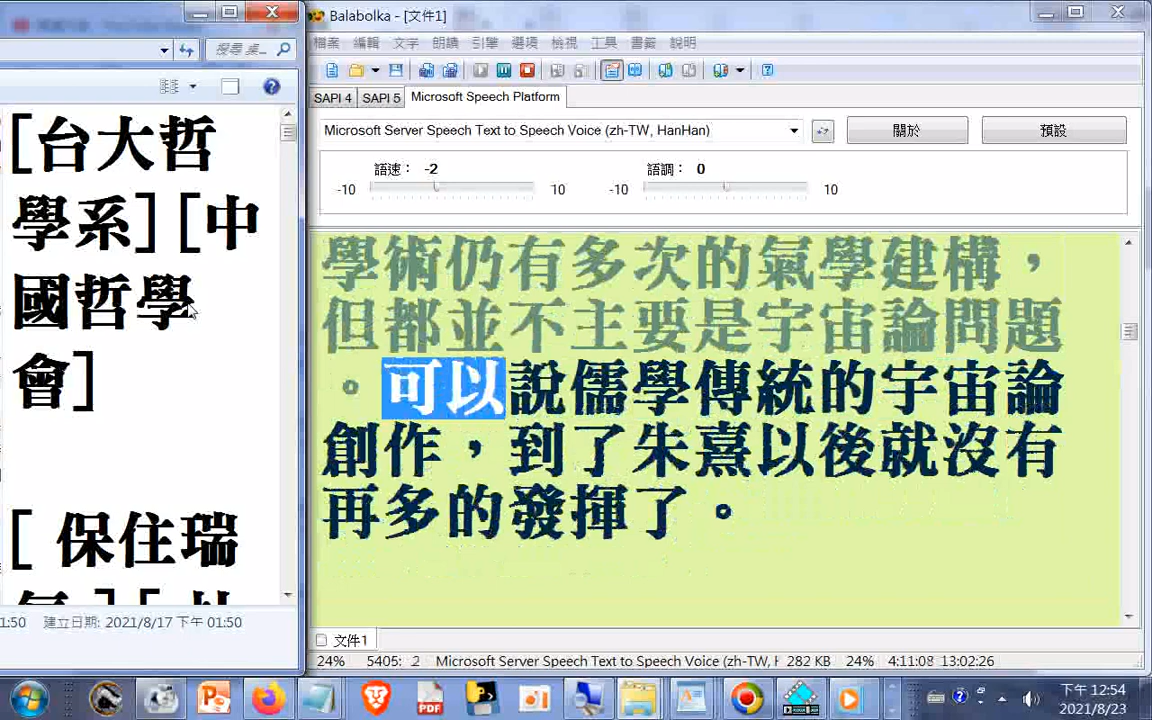 搜尋 桌...
[台大哲
學系][中
國哲學
會]
[ 保住瑞
1:50
建立日期: 2021/8/17 下午 01:50
Balabolka - [文件1]
檔案 編輯 文字 朗讀 引擎 選項 檢視 工具 書籤 說明
SAPI 4 SAPI 5 Microsoft Speech Platform
Microsoft Server Speech Text to Speech Voice (zh-TW, HanHan)
關於 預設
語速： -2 語調： 0
-10 10 -10 10
學術仍有多次的氣學建構，
但都並不主要是宇宙論問題
。可以說儒學傳統的宇宙論
創作，到了朱熹以後就沒有
再多的發揮了。
文件1
24% 5405: 2 Microsoft Server Speech Text to Speech Voice (zh-TW, H 282 KB 24% 4:11:08 13:02:26
PDF
下午 12:54
2021/8/23